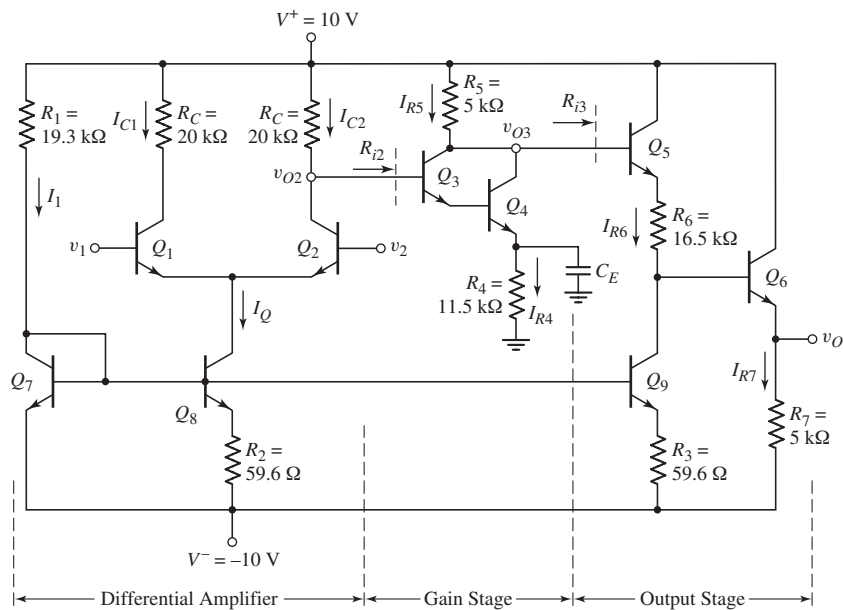 V⁺ = 10 V
R₁ =
19.3 kΩ
I_C1
R_C =
20 kΩ
R_C =
20 kΩ
I_C2
I_R5
R₅ =
5 kΩ
v_O3
R_i3
R_i2
v_O2
Q₃
Q₅
I₁
Q₄
v₁
Q₁
Q₂
v₂
I_R6
R₆ =
16.5 kΩ
I_Q
R₄ =
11.5 kΩ
I_R4
C_E
Q₆
v_O
Q₇
Q₈
Q₉
I_R7
R₂ =
59.6 Ω
R₃ =
59.6 Ω
R₇ =
5 kΩ
V⁻ = –10 V
Differential Amplifier
Gain Stage
Output Stage